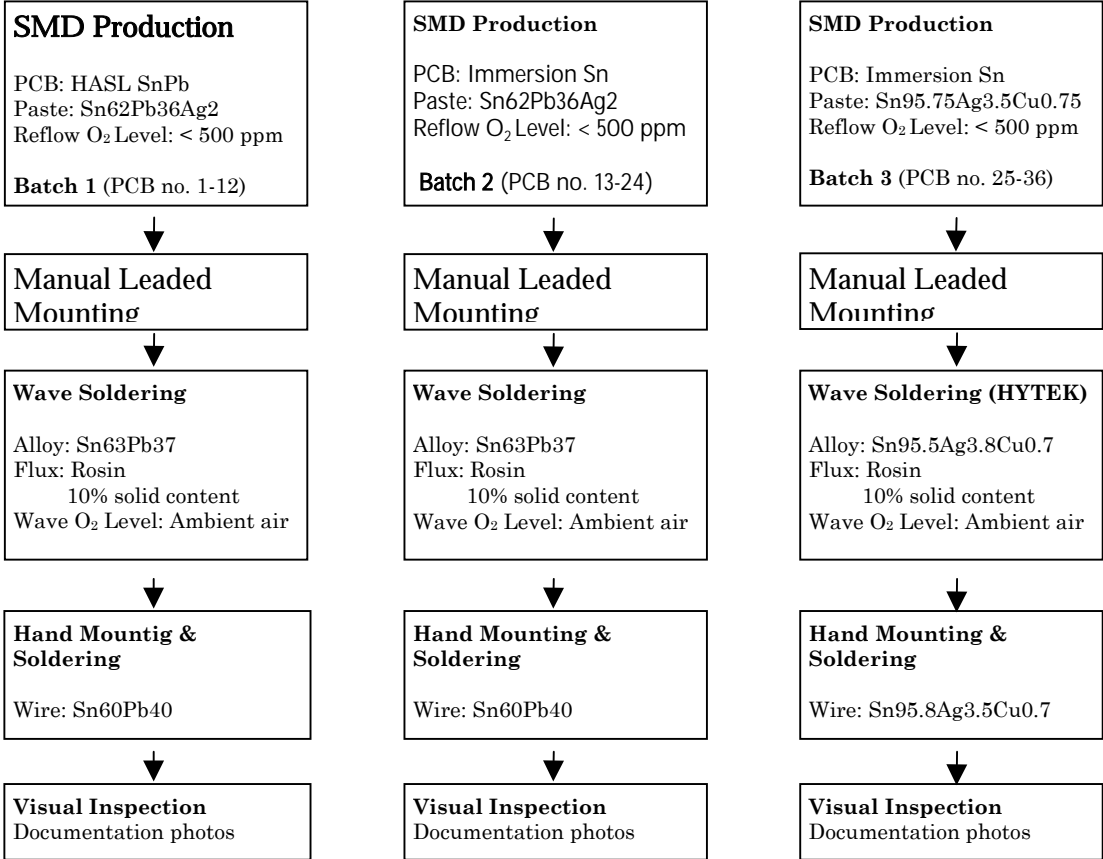 SMD Production
PCB: HASL SnPb
Paste: Sn62Pb36Ag2
Reflow O₂ Level: < 500 ppm
Batch 1 (PCB no. 1-12)
Manual Leaded
Mounting
Wave Soldering
Alloy: Sn63Pb37
Flux: Rosin
10% solid content
Wave O₂ Level: Ambient air
Hand Mountig &
Soldering
Wire: Sn60Pb40
Visual Inspection
Documentation photos
SMD Production
PCB: Immersion Sn
Paste: Sn62Pb36Ag2
Reflow O₂ Level: < 500 ppm
Batch 2 (PCB no. 13-24)
Manual Leaded
Mounting
Wave Soldering
Alloy: Sn63Pb37
Flux: Rosin
10% solid content
Wave O₂ Level: Ambient air
Hand Mounting &
Soldering
Wire: Sn60Pb40
Visual Inspection
Documentation photos
SMD Production
PCB: Immersion Sn
Paste: Sn95.75Ag3.5Cu0.75
Reflow O₂ Level: < 500 ppm
Batch 3 (PCB no. 25-36)
Manual Leaded
Mounting
Wave Soldering (HYTEK)
Alloy: Sn95.5Ag3.8Cu0.7
Flux: Rosin
10% solid content
Wave O₂ Level: Ambient air
Hand Mounting &
Soldering
Wire: Sn95.8Ag3.5Cu0.7
Visual Inspection
Documentation photos